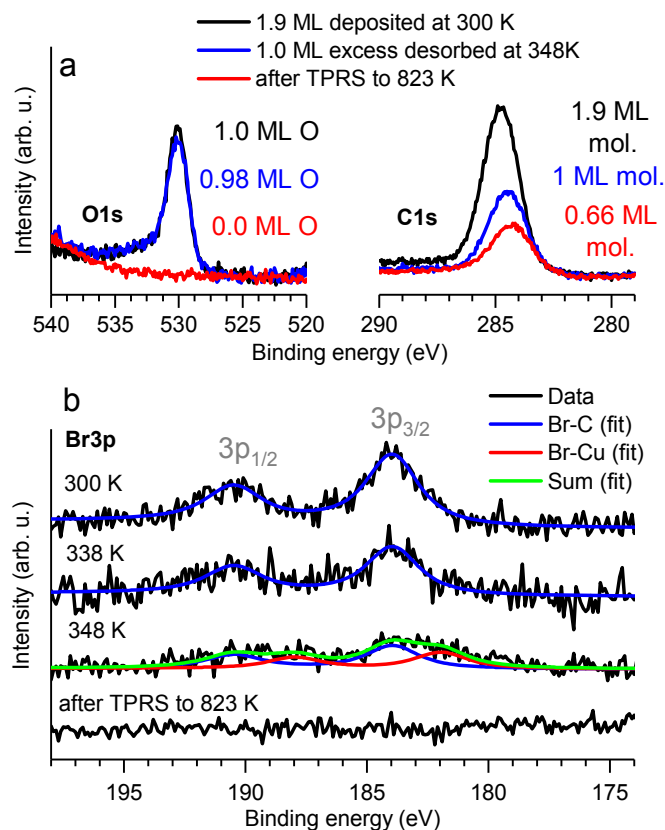 1.9 ML deposited at 300 K
1.0 ML excess desorbed at 348K
after TPRS to 823 K
a
Intensity (arb. u.)
O1s
1.0 ML O
0.98 ML O
0.0 ML O
C1s
1.9 ML
mol.
1 ML mol.
0.66 ML
mol.
540 535 530 525 520
290 288 286 284 282 280
Binding energy (eV)
b
Br3p
3p1/2
3p3/2
Data
Br-C (fit)
Br-Cu (fit)
Sum (fit)
300 K
338 K
348 K
after TPRS to 823 K
Intensity (arb. u.)
195 190 185 180 175
Binding energy (eV)